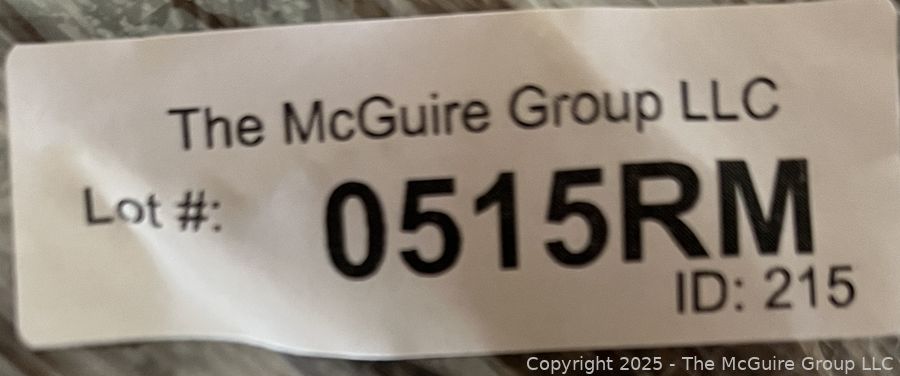 The McGuire Group LLC
Lot #: 0515RM
ID: 215
Copyright 2025 - The McGuire Group LLC